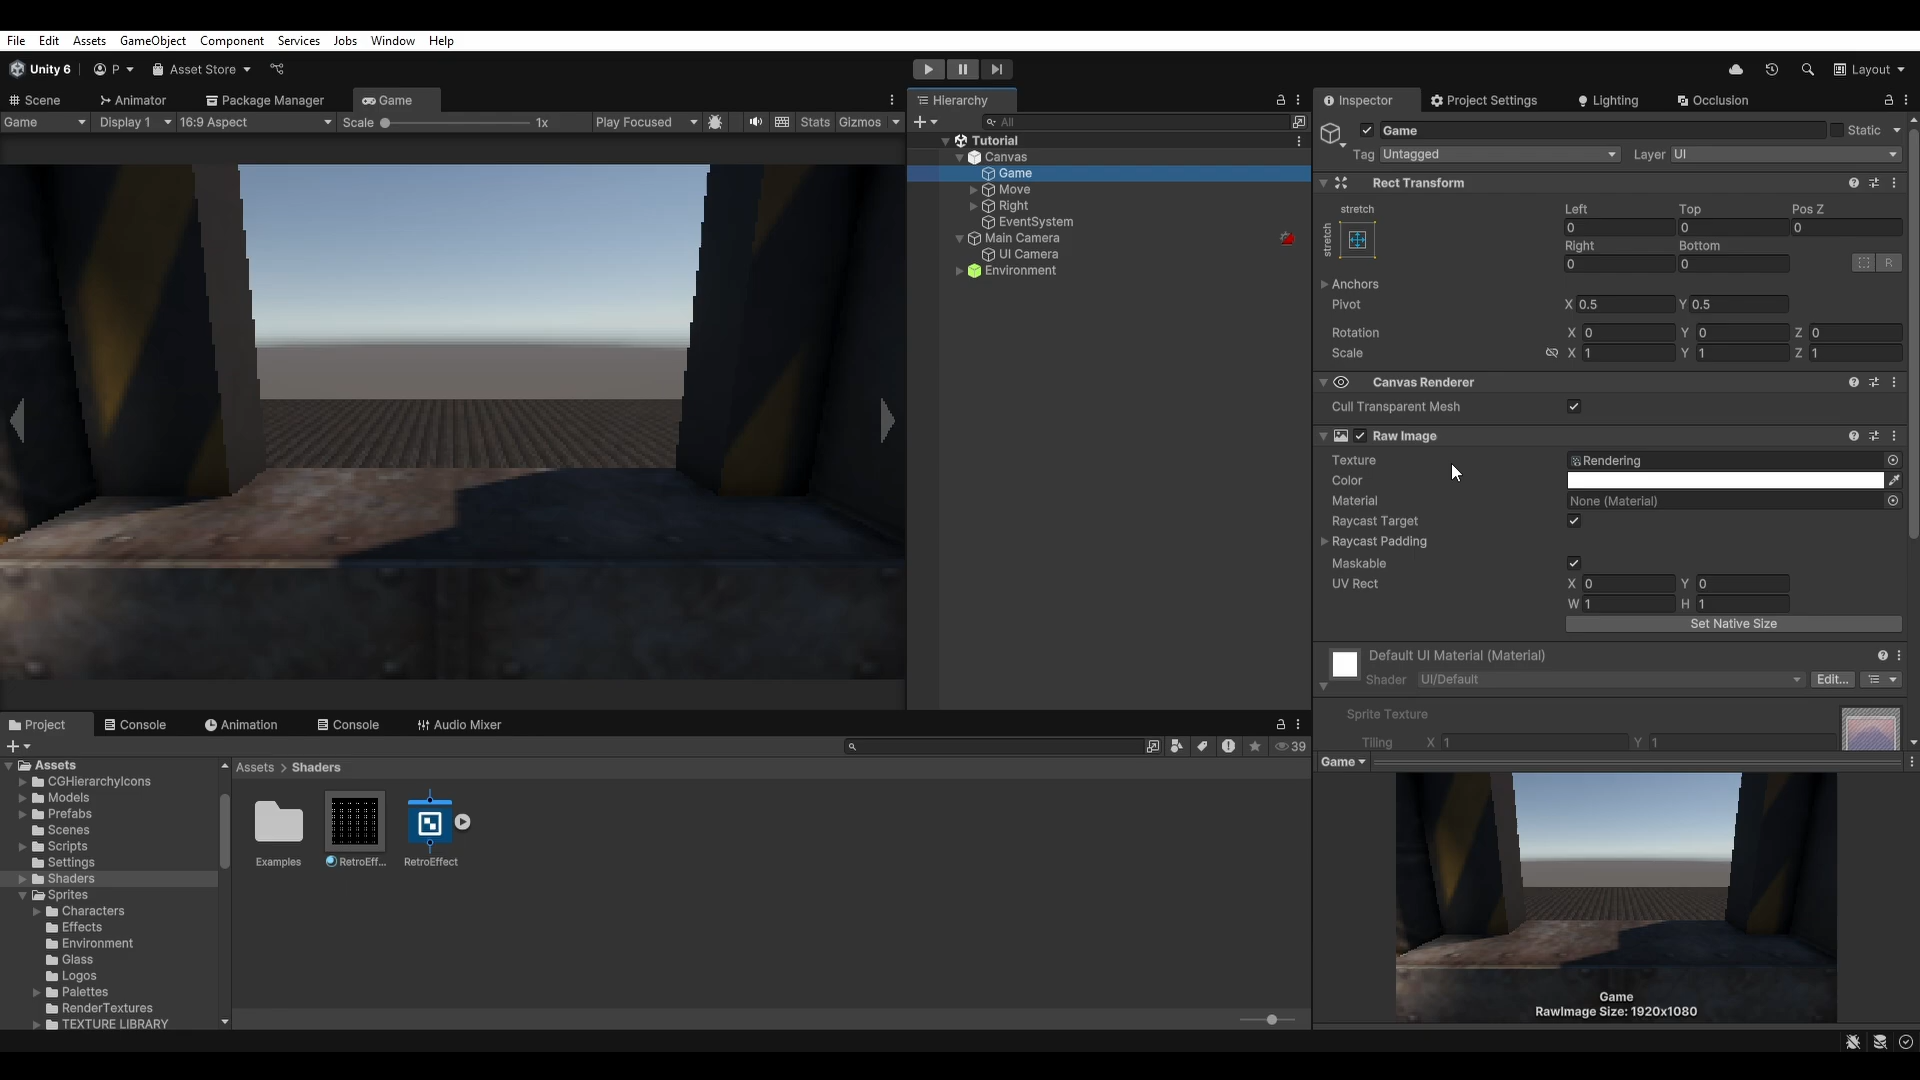 File Edit Assets GameObject Component Services Jobs Window Help
Unity 6 P Asset Store Layout
Scene Animator Package Manager Game
Game Display 1 16:9 Aspect Scale 1x Play Focused Stats Gizmos
Hierarchy
All
Tutorial
Canvas
Game
Move
Right
EventSystem
Main Camera
UI Camera
Environment
Inspector Project Settings Lighting Occlusion
Game Static
Tag Untagged Layer UI
Rect Transform
stretch Left Top Pos Z
stretch 0 0 0
Right Bottom
0 0 R
Anchors
Pivot X 0.5 Y 0.5
Rotation X 0 Y 0 Z 0
Scale X 1 Y 1 Z 1
Canvas Renderer
Cull Transparent Mesh
Raw Image
Texture Rendering
Color
Material None (Material)
Raycast Target
Raycast Padding
Maskable
UV Rect X 0 Y 0
W 1 H 1
Set Native Size
Default UI Material (Material)
Shader UI/Default Edit...
Sprite Texture
Tiling X 1 Y 1
Game
Game
RawImage Size: 1920x1080
Project Console Animation Console Audio Mixer
39
Assets
CGHierarchyIcons
Models
Prefabs
Scenes
Scripts
Settings
Shaders
Sprites
Characters
Effects
Environment
Glass
Logos
Palettes
RenderTextures
TEXTURE LIBRARY
Assets > Shaders
Examples RetroEff... RetroEffect